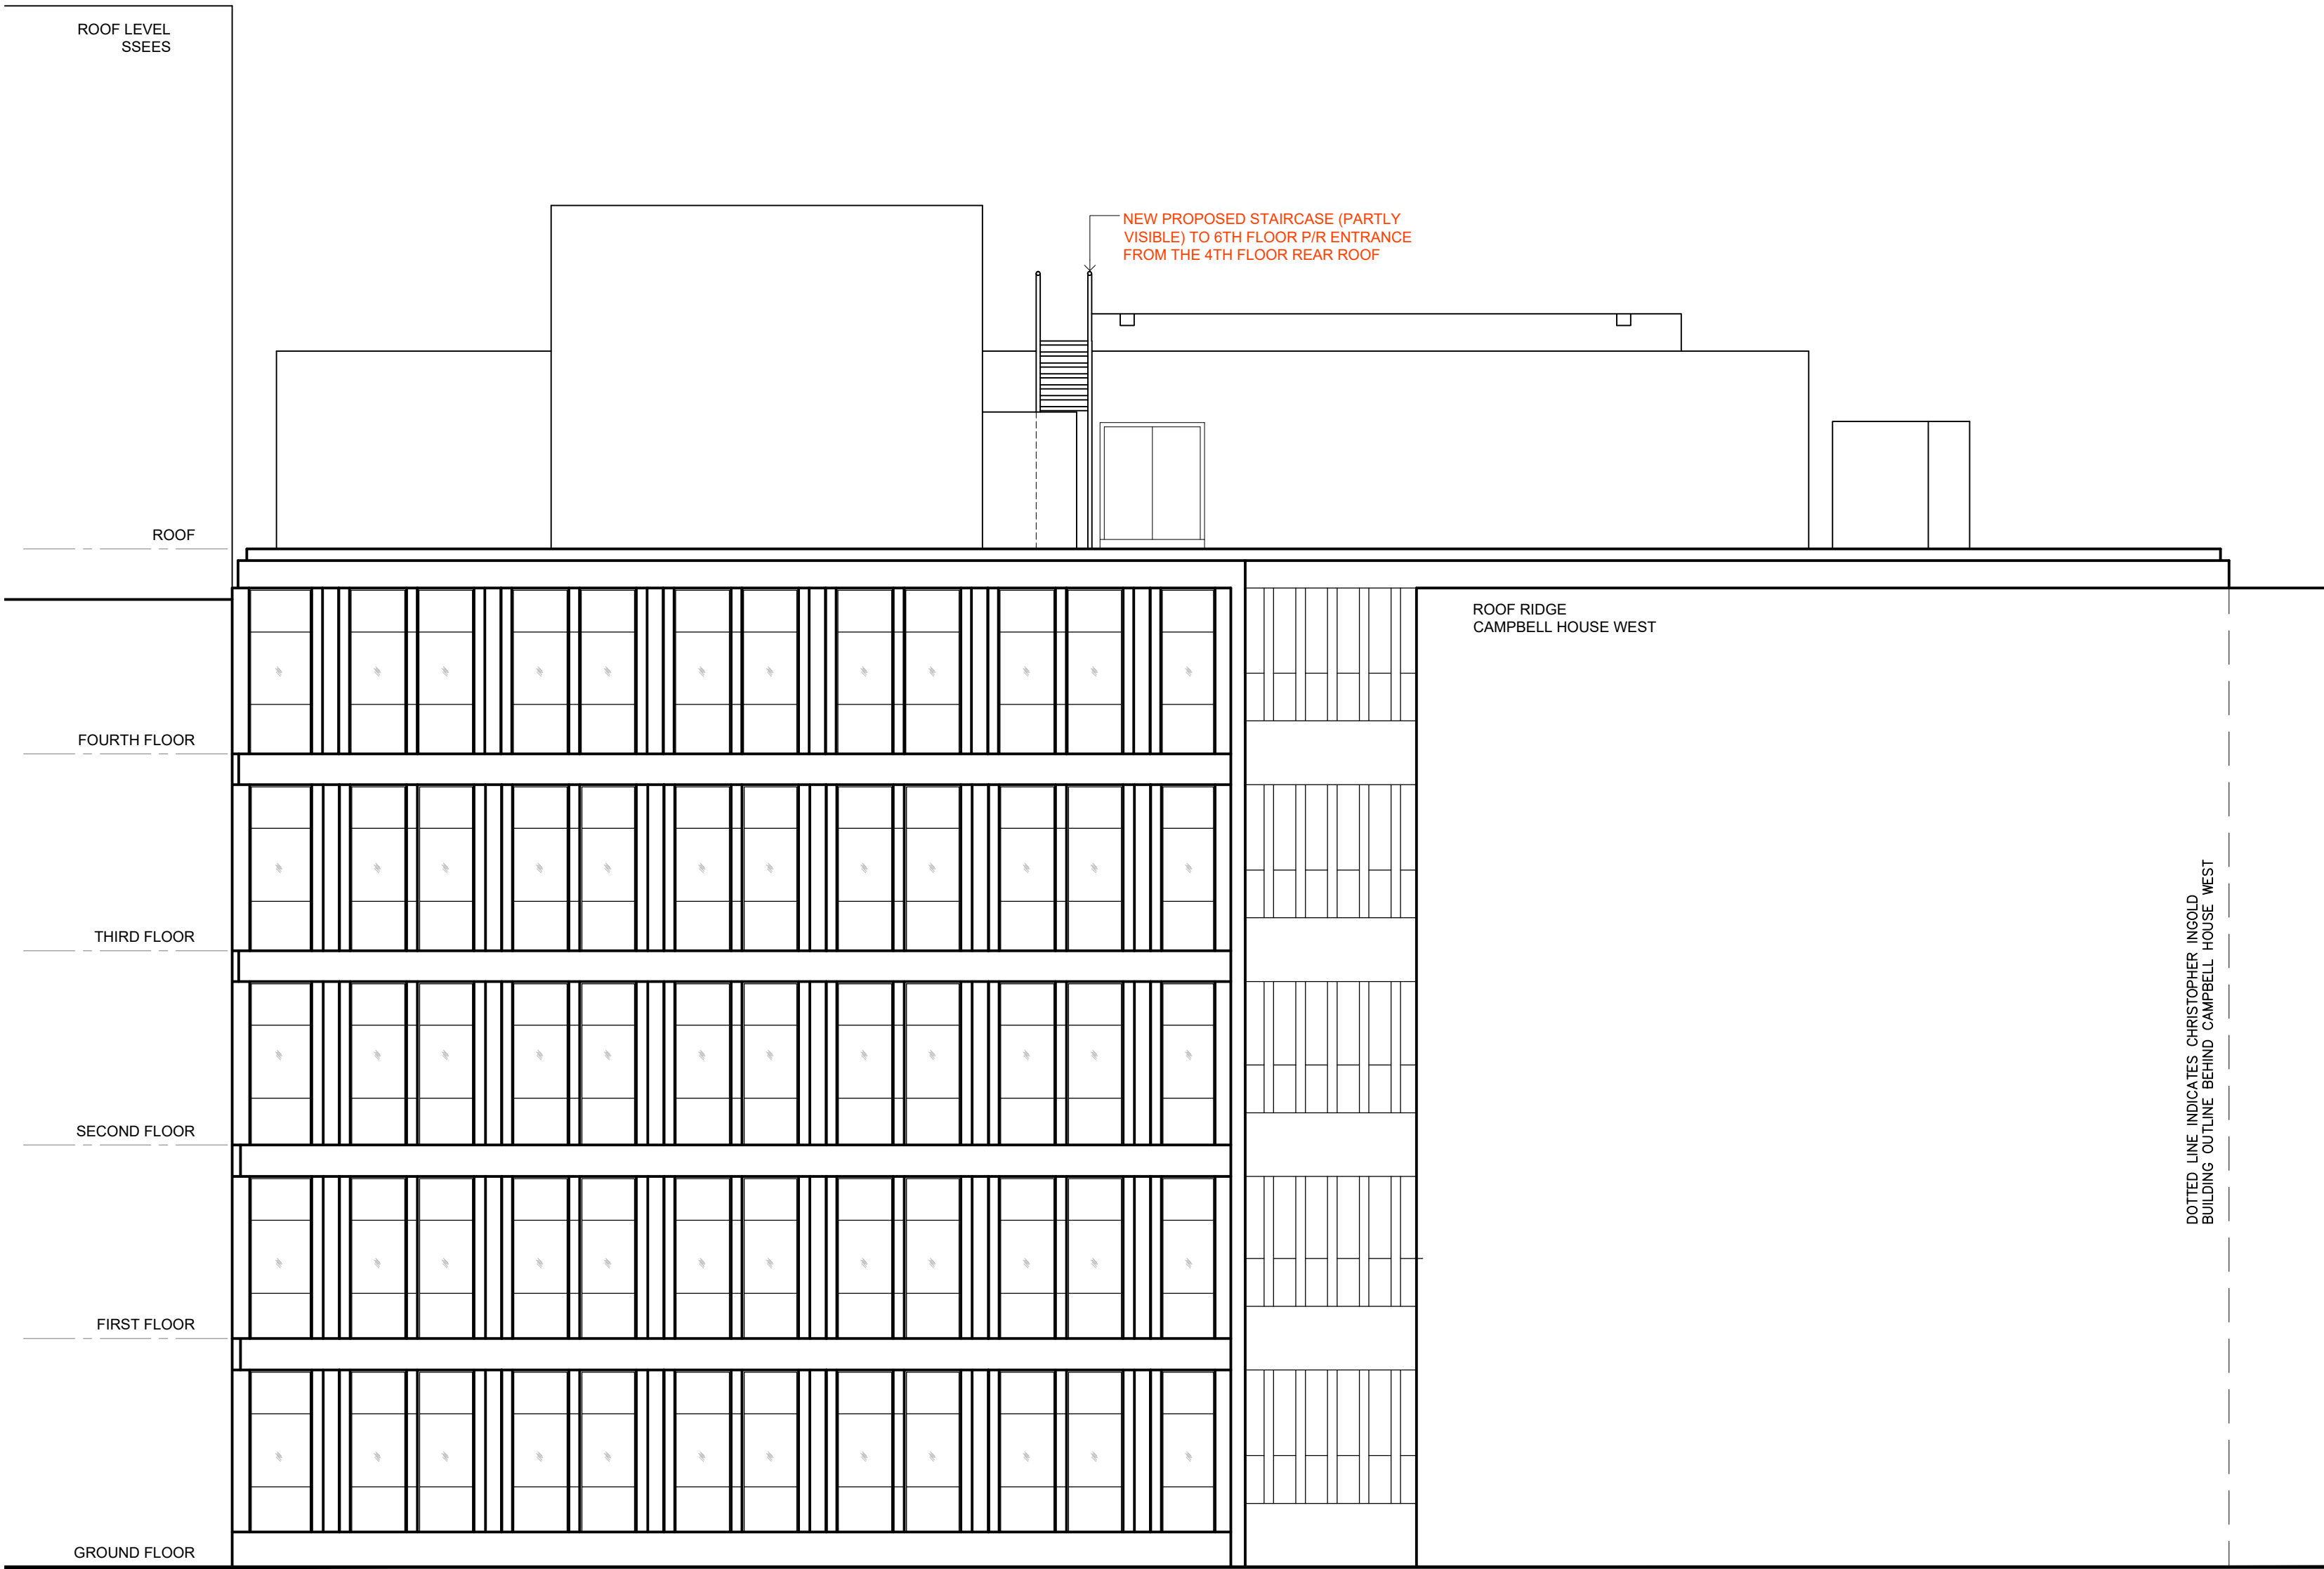 ROOF LEVEL
SSEES
NEW PROPOSED STAIRCASE (PARTLY
VISIBLE) TO 6TH FLOOR P/R ENTRANCE
FROM THE 4TH FLOOR REAR ROOF
ROOF
ROOF RIDGE
CAMPBELL HOUSE WEST
FOURTH FLOOR
THIRD FLOOR
SECOND FLOOR
FIRST FLOOR
GROUND FLOOR
DOTTED LINE INDICATES CHRISTOPHER INGOLD
BUILDING OUTLINE BEHIND CAMPBELL HOUSE WEST